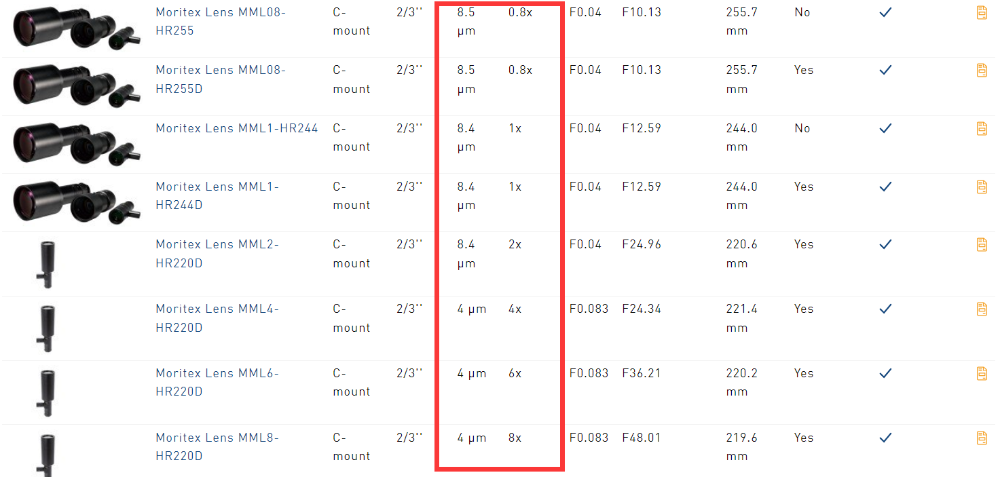 Moritex Lens MML08- C- 2/3'' 8.5 0.8x F0.04 F10.13 255.7 No
HR255 mount µm mm
Moritex Lens MML08- C- 2/3'' 8.5 0.8x F0.04 F10.13 255.7 Yes
HR255D mount µm mm
Moritex Lens MML1-HR244 C- 2/3'' 8.4 1x F0.04 F12.59 244.0 No
mount µm mm
Moritex Lens MML1- C- 2/3'' 8.4 1x F0.04 F12.59 244.0 Yes
HR244D mount µm mm
Moritex Lens MML2- C- 2/3'' 8.4 2x F0.04 F24.96 220.6 Yes
HR220D mount µm mm
Moritex Lens MML4- C- 2/3'' 4 µm 4x F0.083 F24.34 221.4 Yes
HR220D mount mm
Moritex Lens MML6- C- 2/3'' 4 µm 6x F0.083 F36.21 220.2 Yes
HR220D mount mm
Moritex Lens MML8- C- 2/3'' 4 µm 8x F0.083 F48.01 219.6 Yes
HR220D mount mm